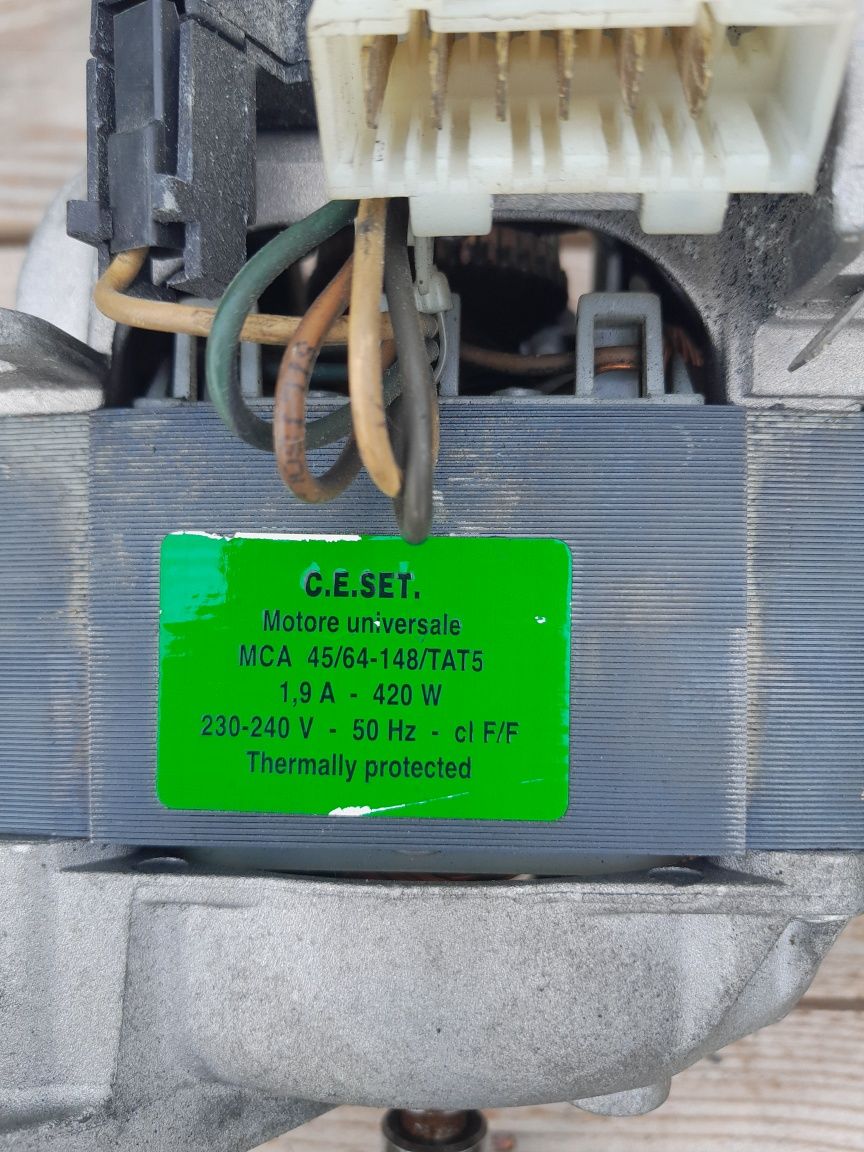 C.E.SET.
Motore universale
MCA 45/64-148/TAT5
1,9 A - 420 W
230-240 V - 50 Hz - cl F/F
Thermally protected